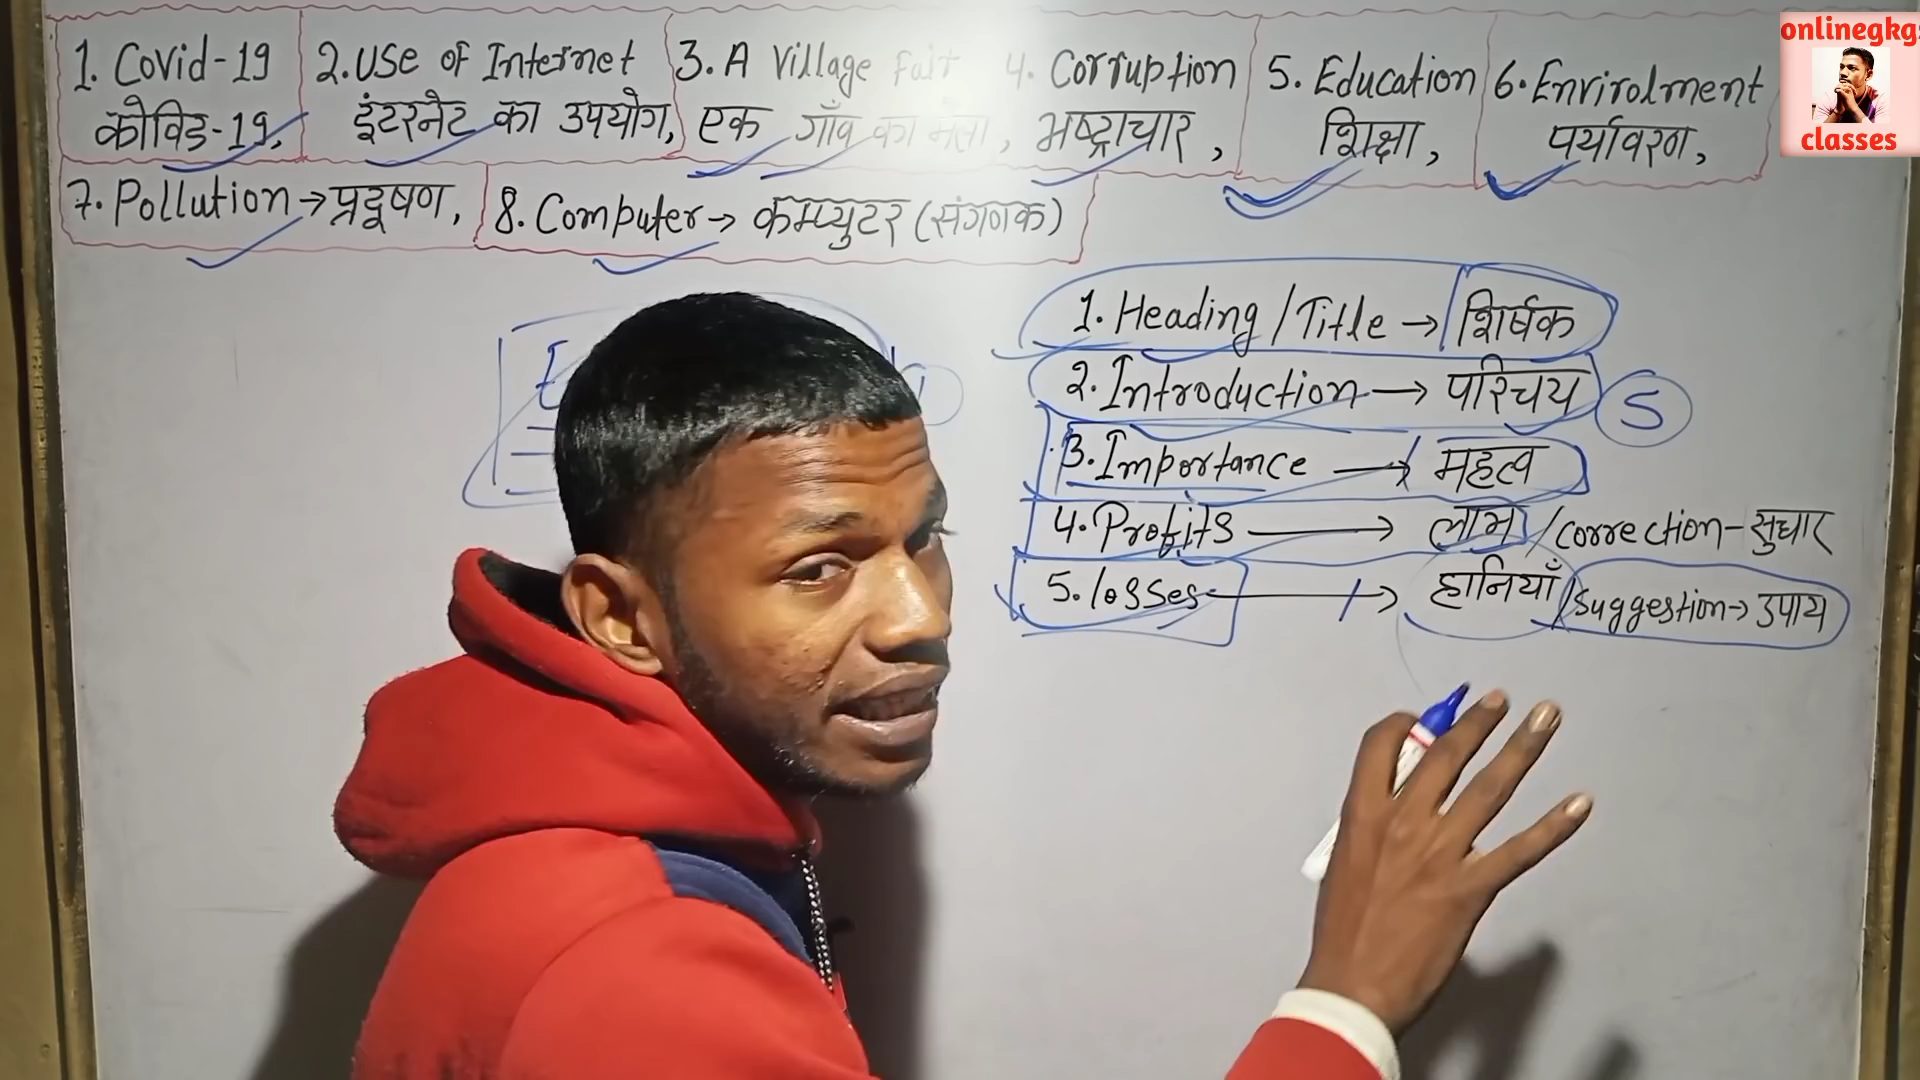 1. Covid-19 2. Use of Internet 3. A Village Fair 4. Corruption 5. Education 6. Envirolment
कोविड-19, इंटरनेट का उपयोग, एक गाँव का मेला, भष्ट्राचार, शिक्षा, पर्यावरण,
7. Pollution → प्रदूषण, 8. Computer → कम्प्युटर (संगणक)
1. Heading / Title → शिर्षक
2. Introduction → परिचय
5
3. Importance → महत्व
4. Profits → लाभ / correction - सुधार
5. losses → हानियाँ / suggestion → उपाय
onlinegkgs
classes